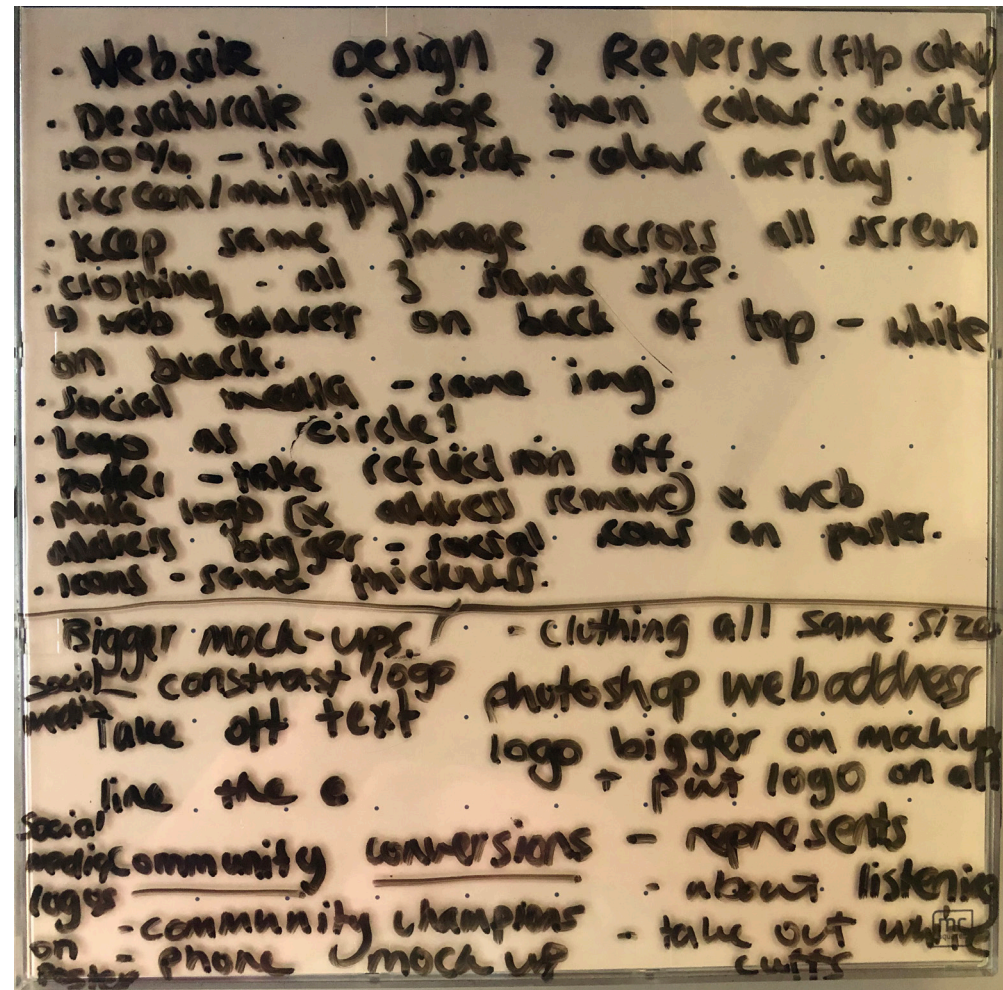 · Website Design ? Reverse (flip colour)
· Desaturate image then colour ; opacity
100% - img desat - colour overlay
(screen/multiply).
· Keep same image across all screen
· clothing - all 3 same size.
↳ web address on back of top - white
on black.
· Social media - same img.
· Logo as circle?
· Poster - take reflection off.
· Make logo (x address remove) x web
address bigger - social icons on poster.
· Icons - same thickness.
Bigger mock-ups.
social media constrast logo
Take off text
line the e
social media logos on Poster
Community conversions - represents
- about listening
- community champions
- phone mock up
- take out white
cuffs
- clothing all same size
photoshop web address
logo bigger on mockup
+ put logo on all
mc